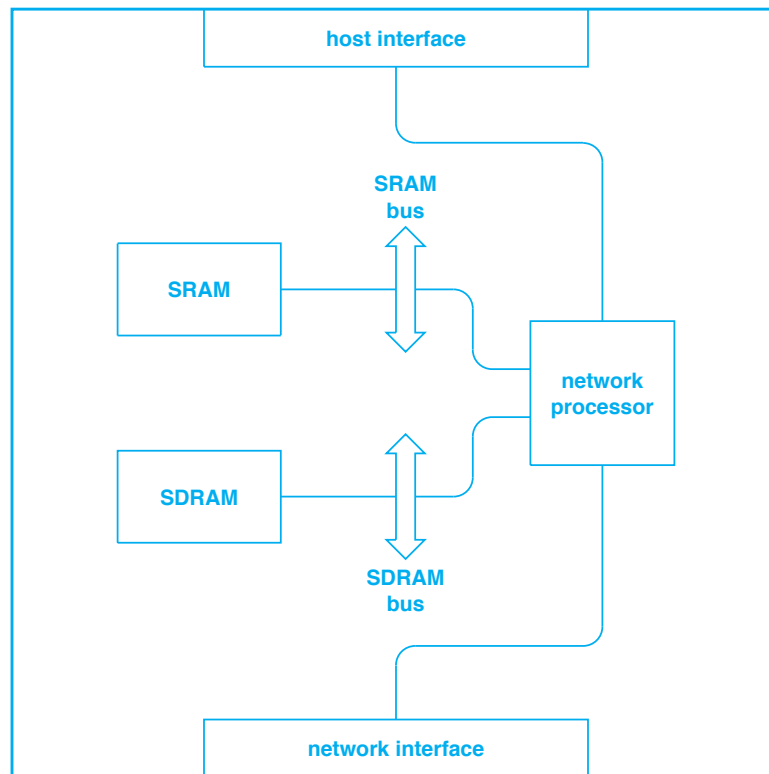 host interface
SRAM
bus
SRAM
network
processor
SDRAM
SDRAM
bus
network interface